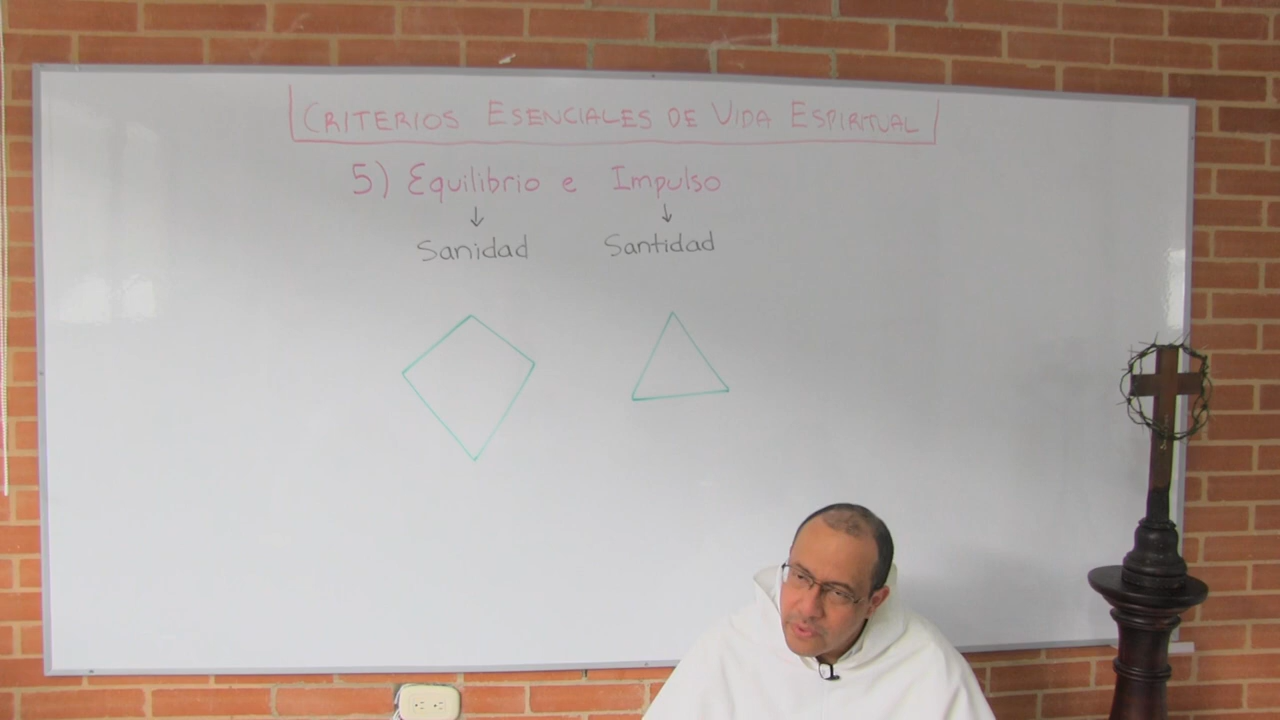 CRITERIOS ESENCIALES DE VIDA ESPIRITUAL
5) Equilibrio e Impulso
↓ ↓
Sanidad Santidad